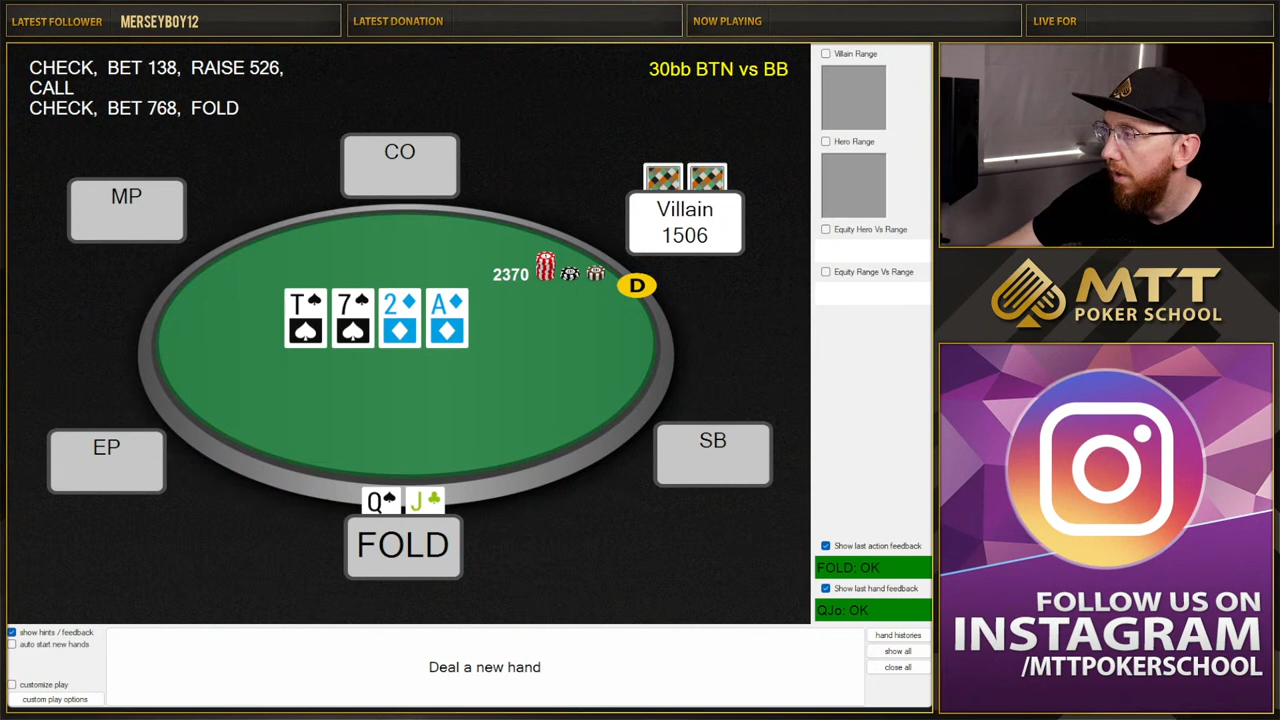 LATEST FOLLOWER MERSEYBOY12
LATEST DONATION
NOW PLAYING
LIVE FOR
CHECK, BET 138, RAISE 526,
CALL
CHECK, BET 768, FOLD
30bb BTN vs BB
CO
MP
Villain
1506
2370
D
T 7 2 A
EP
SB
Q J
FOLD
Villain Range
Hero Range
Equity Hero Vs Range
Equity Range Vs Range
Show last action feedback
FOLD: OK
Show last hand feedback
QJo: OK
show hints / feedback
auto start new hands
customize play
custom play options
Deal a new hand
hand histories
show all
close all
MTT
POKER SCHOOL
FOLLOW US ON
INSTAGRAM
/MTTPOKERSCHOOL